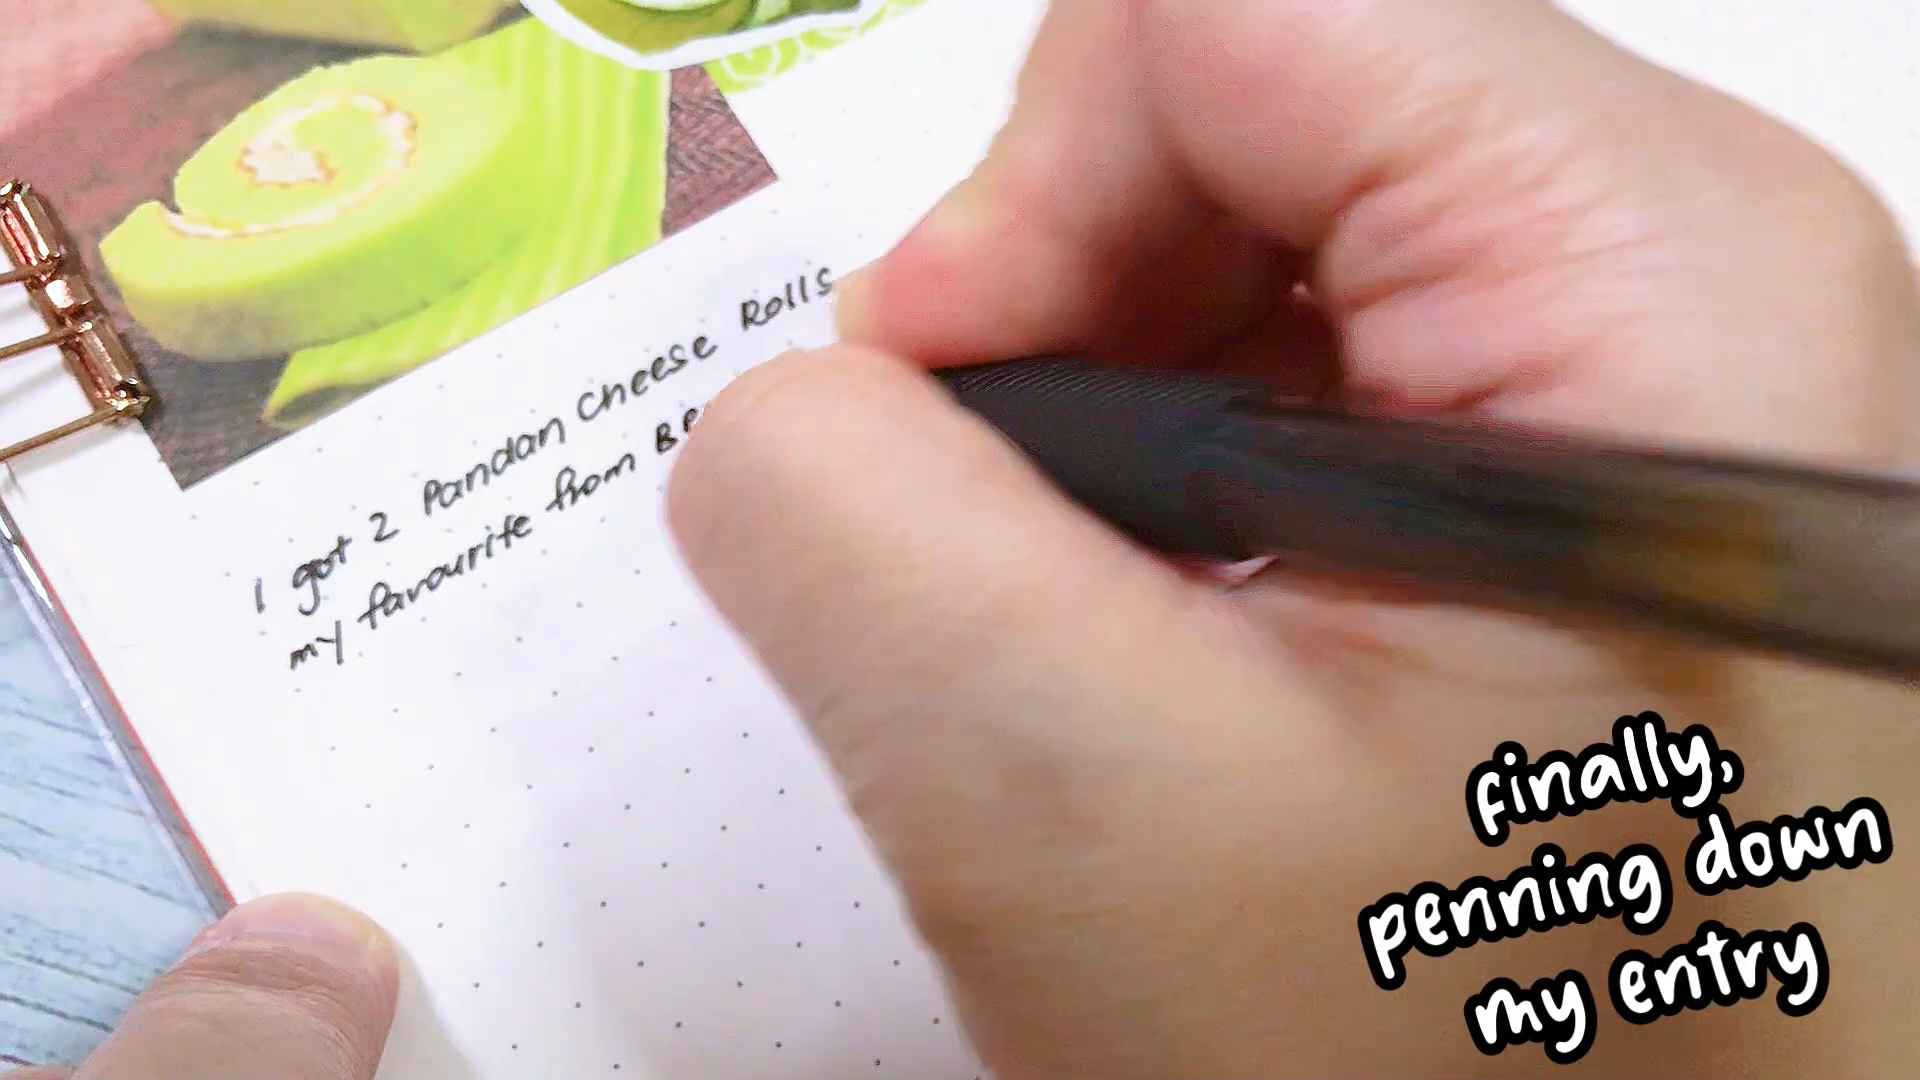 I got 2 Pandan Cheese Rolls
my favourite from
finally,
penning down
my entry